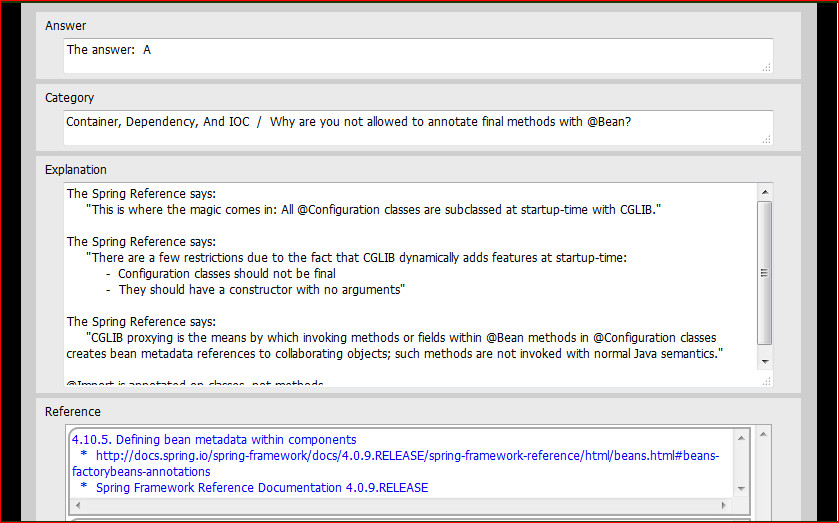 Answer
The answer:  A
Category
Container, Dependency, And IOC  /  Why are you not allowed to annotate final methods with @Bean?
Explanation
The Spring Reference says:
"This is where the magic comes in: All @Configuration classes are subclassed at startup-time with CGLIB."
The Spring Reference says:
"There are a few restrictions due to the fact that CGLIB dynamically adds features at startup-time:
-  Configuration classes should not be final
-  They should have a constructor with no arguments"
The Spring Reference says:
"CGLIB proxying is the means by which invoking methods or fields within @Bean methods in @Configuration classes
creates bean metadata references to collaborating objects; such methods are not invoked with normal Java semantics."
@Import is annotated on classes, not methods
Reference
4.10.5. Defining bean metadata within components
*  http://docs.spring.io/spring-framework/docs/4.0.9.RELEASE/spring-framework-reference/html/beans.html#beans-
factorybeans-annotations
*  Spring Framework Reference Documentation 4.0.9.RELEASE